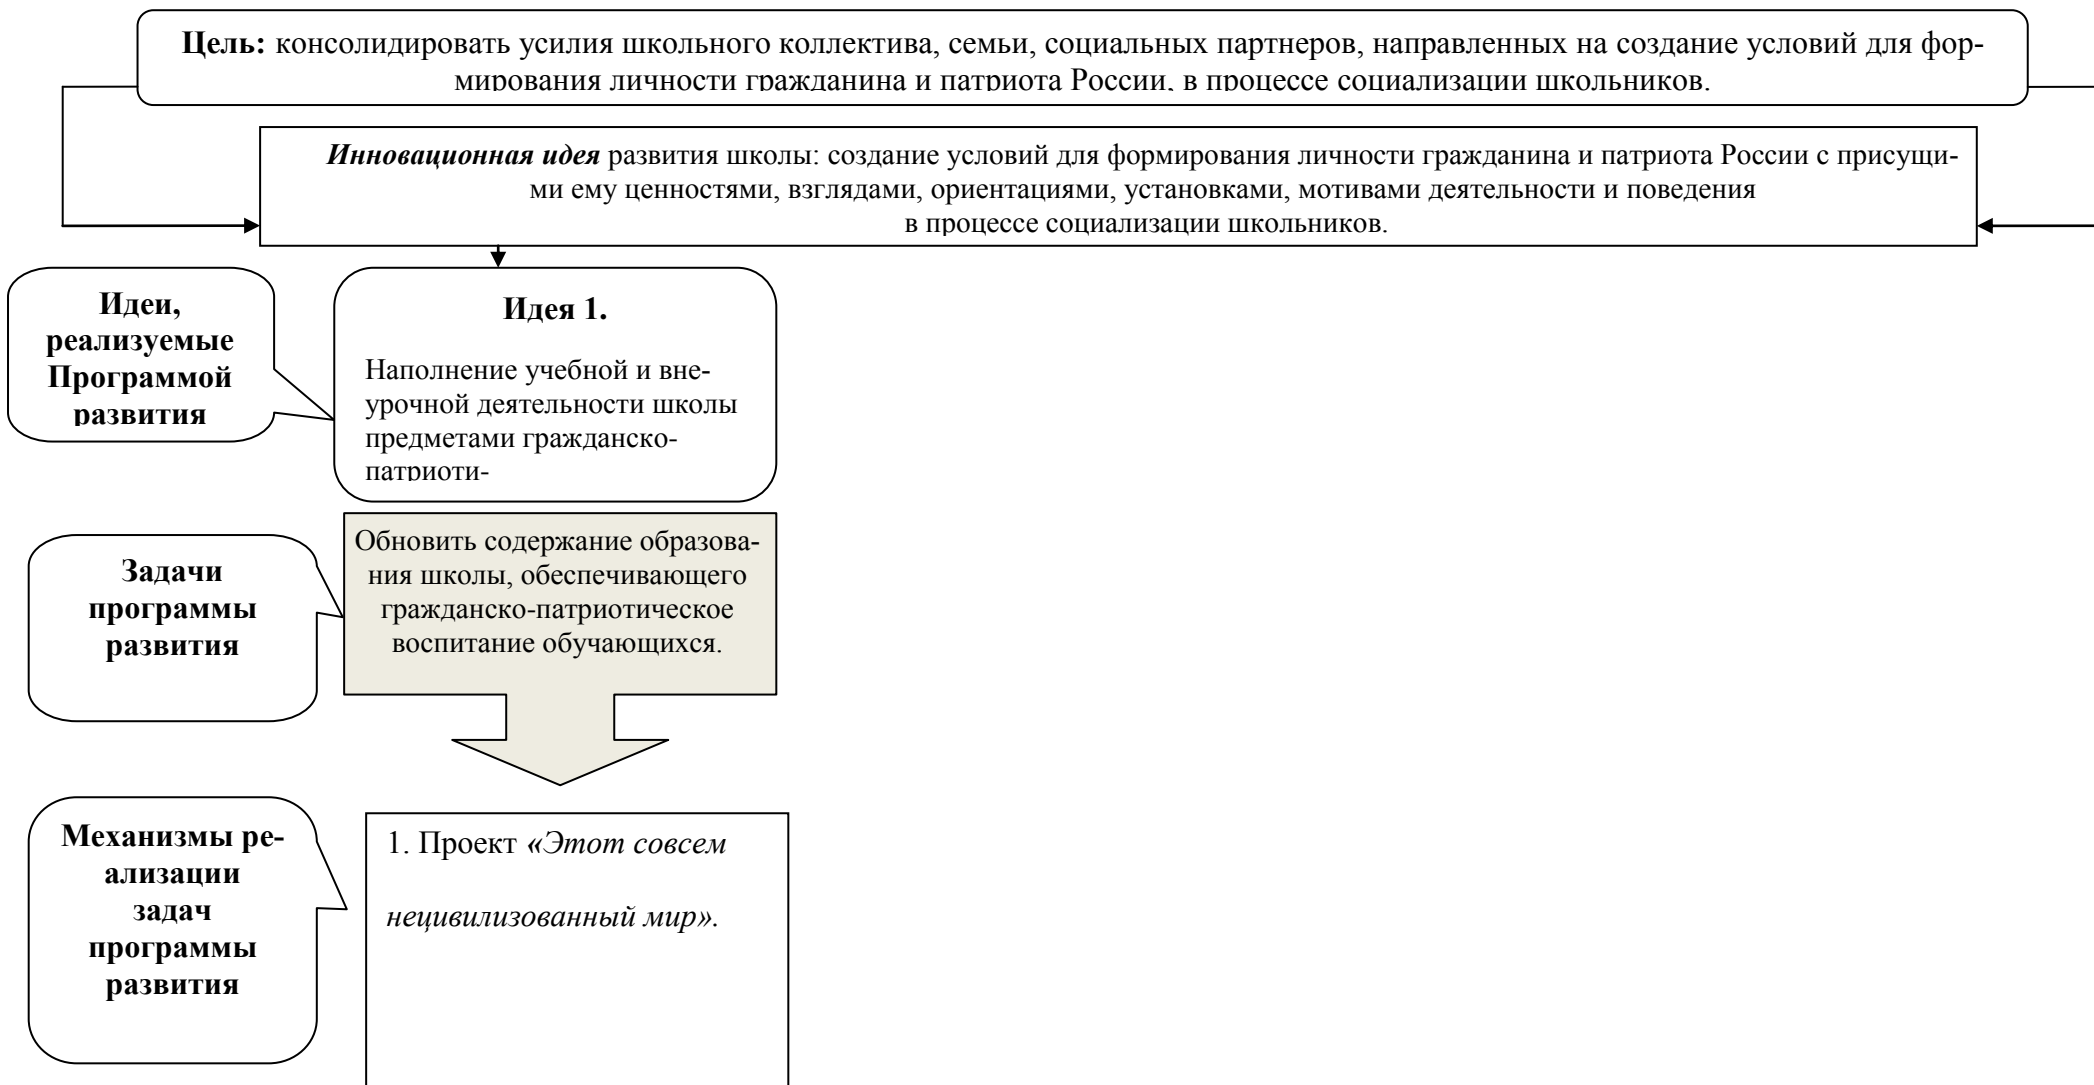 Цель: консолидировать усилия школьного коллектива, семьи, социальных партнеров, направленных на создание условий для фор-
мирования личности гражданина и патриота России, в процессе социализации школьников.
Инновационная идея развития школы: создание условий для формирования личности гражданина и патриота России с присущи-
ми ему ценностями, взглядами, ориентациями, установками, мотивами деятельности и поведения
в процессе социализации школьников.
Идеи,
реализуемые
Программой
развития
Идея 1.
Наполнение учебной и вне-
урочной деятельности школы
предметами гражданско-
патриоти-
Задачи
программы
развития
Обновить содержание образова-
ния школы, обеспечивающего
гражданско-патриотическое
воспитание обучающихся.
Механизмы ре-
ализации
задач
программы
развития
1. Проект «Этот совсем
нецивилизованный мир».